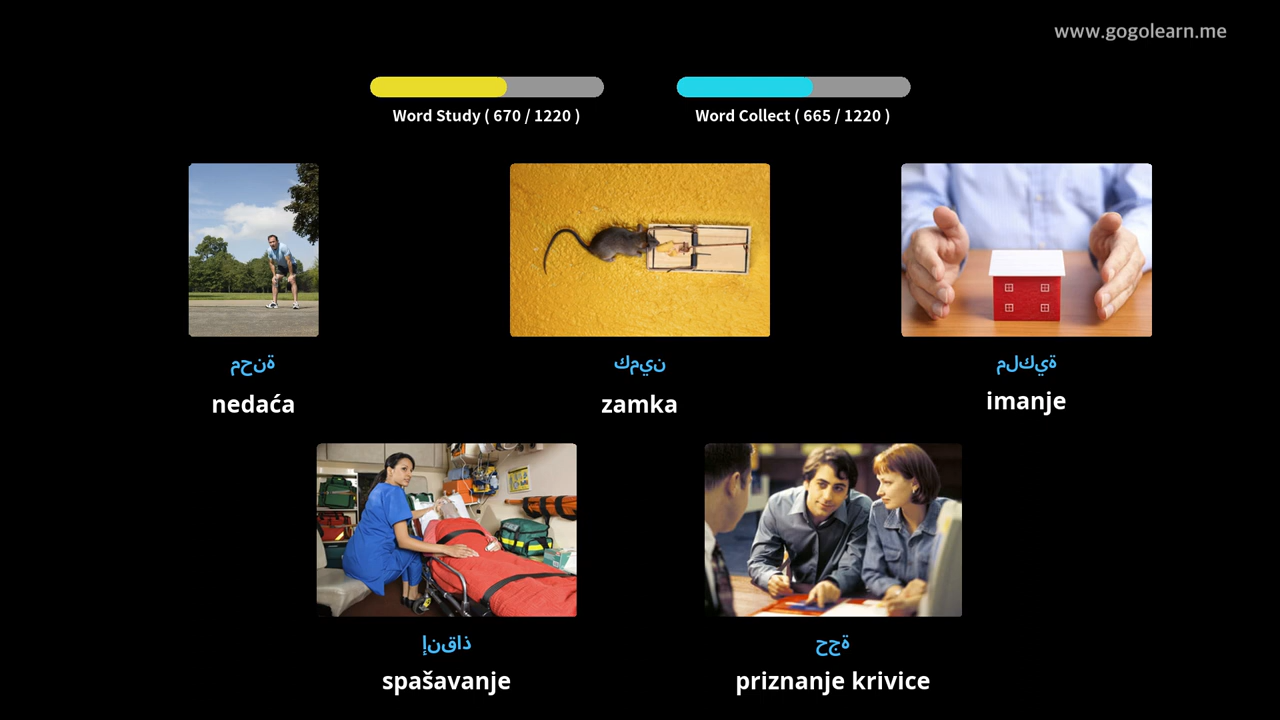 www.gogolearn.me
Word Study ( 670 / 1220 )
Word Collect ( 665 / 1220 )
محنة
nedaća
كمين
zamka
ملكية
imanje
إنقاذ
spašavanje
حجة
priznanje krivice